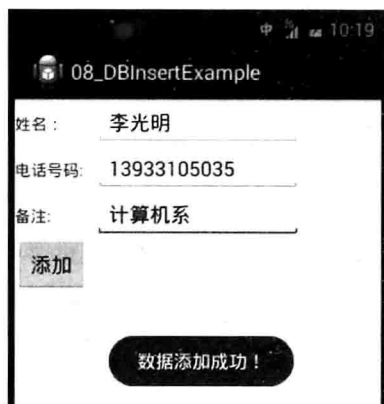 中 10:19
08_DBInsertExample
姓名：
李光明
电话号码:
13933105035
备注:
计算机系
添加
数据添加成功！